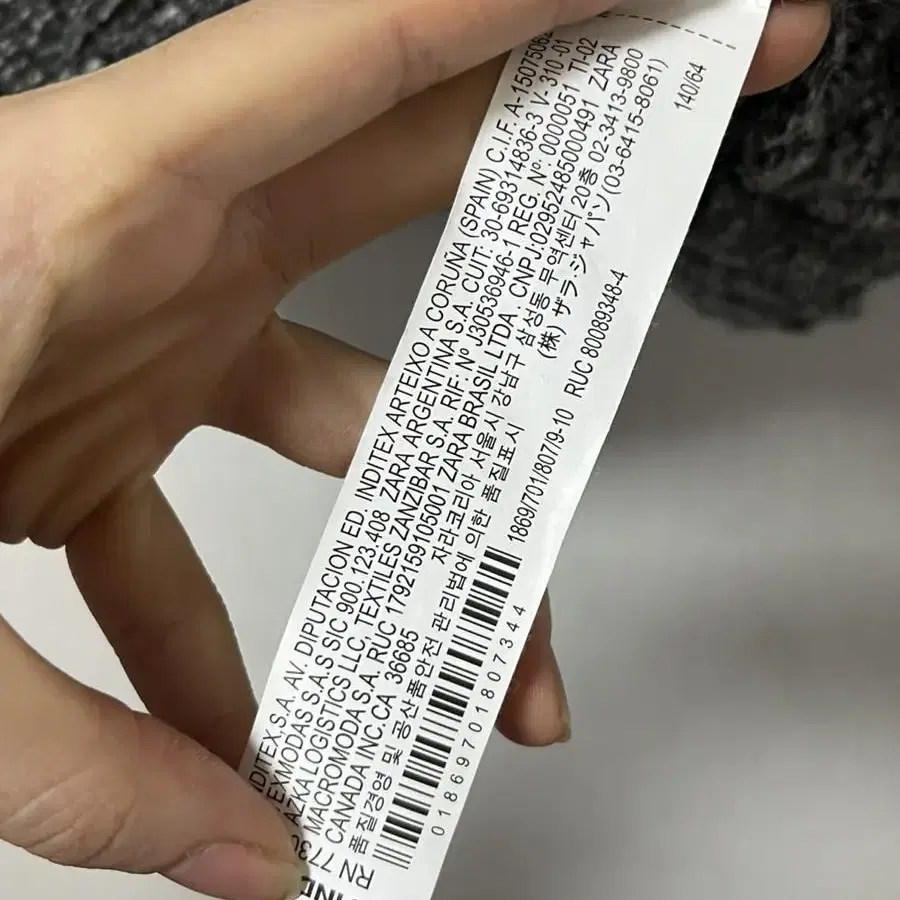 INDITEX S.A. AV. DIPUTACION ED. INDITEX ARTEIXO A CORUÑA (SPAIN) C.I.F. A-1507506
TEXMODAS S.A.S SIC 900.123.408 ZARA ARGENTINA S.A. CUIT: 30-69314836-3 V- 310 -01
AZKA LOGISTICS LLC, TEXTILES ZANZIBAR S.A. RIF: Nº J30536946-1 REG. Nº: 0000051 TI-02
MACROMODA S.A. RUC 1792159105001 ZARA BRASIL LTDA . CNPJ.02952485000491 ZARA
CANADA INC.CA 36685 자라코리아 서울시 강남구 삼성동 무역센터 20층 02-3413-9800
품질경영 및 공산품안전 관리법에 의한 품질표시 (株) ザラ·ジャパン(03-6415-8061)
RN 7730
140/64
1869/701/807/9-10 RUC 80089348-4
01869701807344